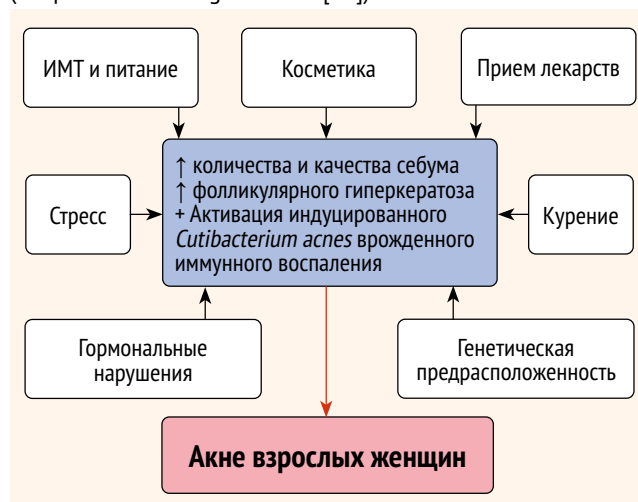 ИМТ и питание
Косметика
Прием лекарств
↑ количества и качества себума
↑ фолликулярного гиперкератоза
+ Активация индуцированного
Cutibacterium acnes врожденного
иммунного воспаления
Стресс
Курение
Гормональные
нарушения
Генетическая
предрасположенность
Акне взрослых женщин